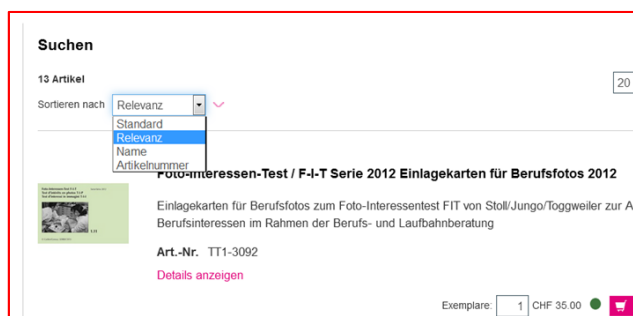 Suchen
13 Artikel
20
Sortieren nach Relevanz
Standard
Relevanz
Name
Artikelnummer
Foto-Interessen-Test / F-I-T Serie 2012 Einlagekarten für Berufsfotos 2012
Einlagekarten für Berufsfotos zum Foto-Interessentest FIT von Stoll/Jungo/Toggweiler zur A
Berufsinteressen im Rahmen der Berufs- und Laufbahnberatung
Art.-Nr. TT1-3092
Details anzeigen
Exemplare: 1 CHF 35.00